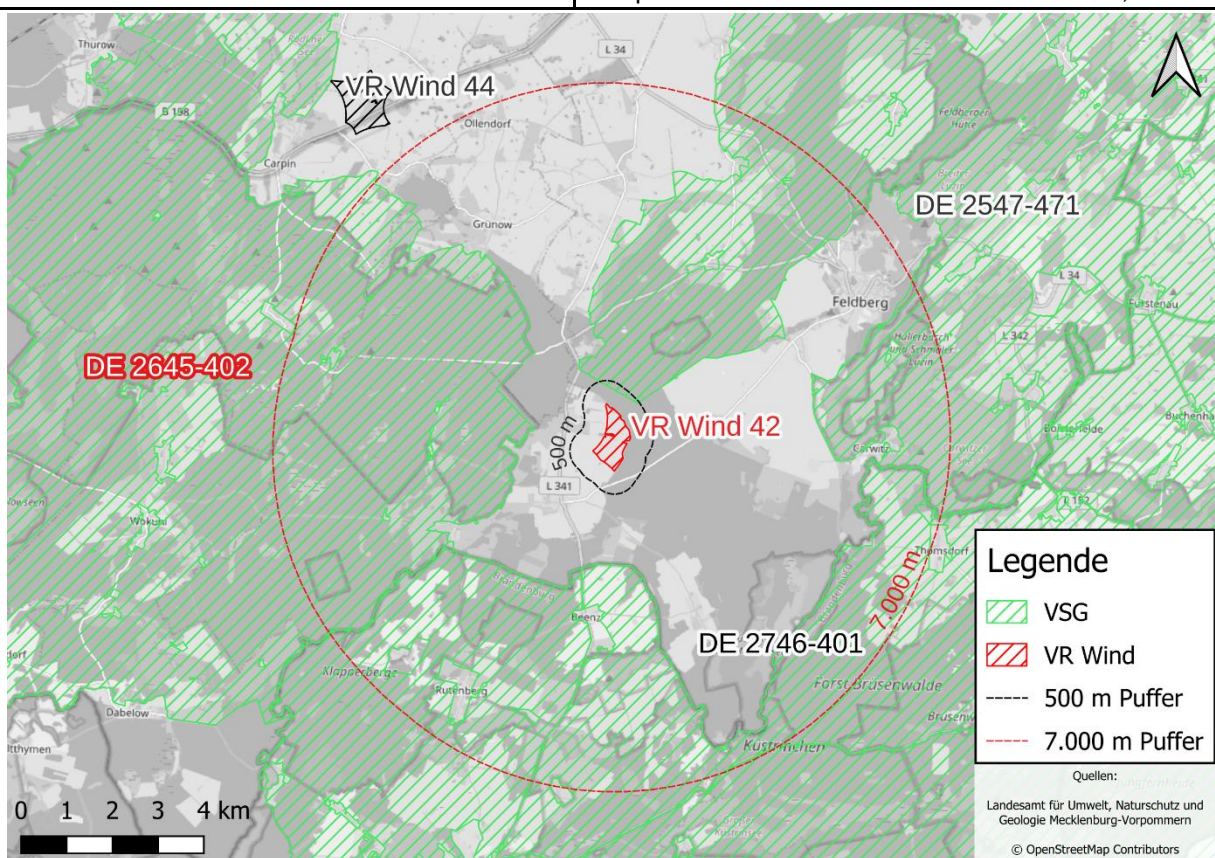 Thurow
L 34
VR Wind 44
B 198
Ollendorf
Carpin
Grünow
DE 2547-471
L 34
Feldberg
Fürstenau
L 342
DE 2645-402
VR Wind 42
500 m
L 341
Carwitz
Wokuhl
Thomsdorf
Brandenburg
Brandenburg
Beenz
7.000 m
DE 2746-401
Klapperberge
Rutenberg
Forst Brüsenwalde
Dabelow
Küstrinchen
Legende
VSG
VR Wind
500 m Puffer
7.000 m Puffer
Quellen:
Landesamt für Umwelt, Naturschutz und
Geologie Mecklenburg-Vorpommern
© OpenStreetMap Contributors
0 1 2 3 4 km